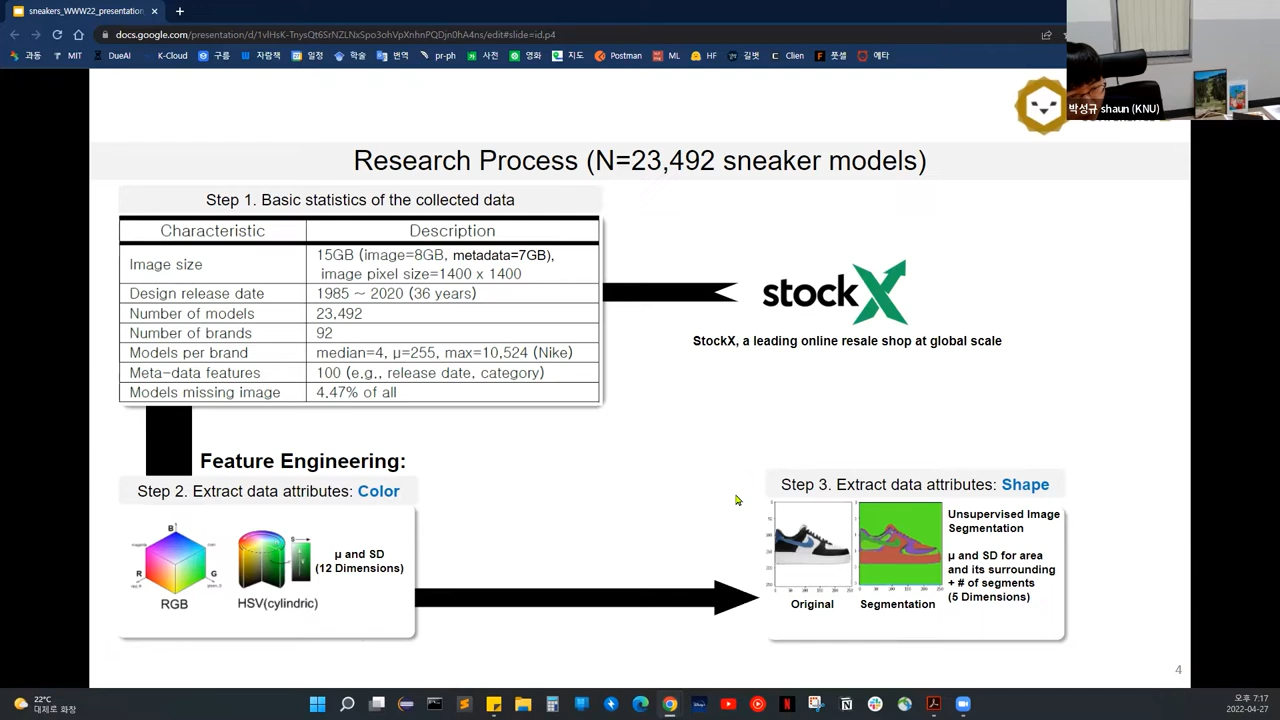 sneakers_WWW22_presentation
docs.google.com/presentation/d/1vlHsK-TnysQt6SrNZLNxSpo3ohVpXnhnPQDjn0hA4ns/edit#slide=id.p4
과동 MIT DueAI K-Cloud 구름 자람책 일정 학술 번역 pr-ph 사전 영화 지도 Postman ML HF 길벗 Clien 풋셀 에타
박성규 shaun (KNU)
Research Process (N=23,492 sneaker models)
Step 1. Basic statistics of the collected data
Characteristic Description
Image size 15GB (image=8GB, metadata=7GB),
image pixel size=1400 x 1400
Design release date 1985 ~ 2020 (36 years)
Number of models 23,492
Number of brands 92
Models per brand median=4, µ=255, max=10,524 (Nike)
Meta-data features 100 (e.g., release date, category)
Models missing image 4.47% of all
stockX
StockX, a leading online resale shop at global scale
Feature Engineering:
Step 2. Extract data attributes: Color
B
R
G
RGB
S
V
HSV(cylindric)
µ and SD
(12 Dimensions)
Step 3. Extract data attributes: Shape
Original
Segmentation
Unsupervised Image
Segmentation
µ and SD for area
and its surrounding
+ # of segments
(5 Dimensions)
4
22°C
대체로 화창
오후 7:17
2022-04-27